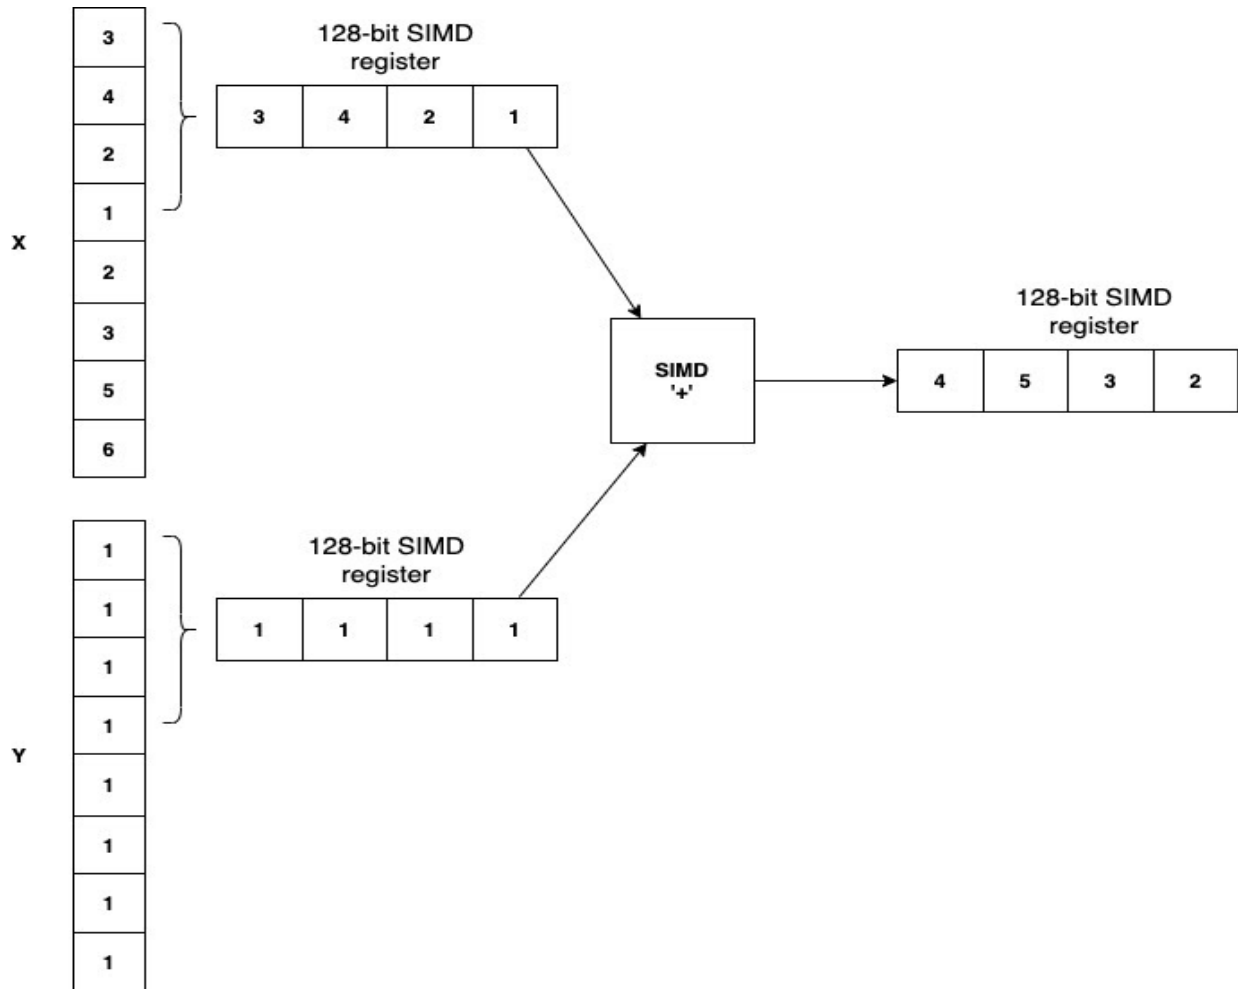 3
4
2
1
X
2
3
5
6
128-bit SIMD
register
3 4 2 1
SIMD
'+'
128-bit SIMD
register
4 5 3 2
1
1
1
1
Y
1
1
1
1
128-bit SIMD
register
1 1 1 1